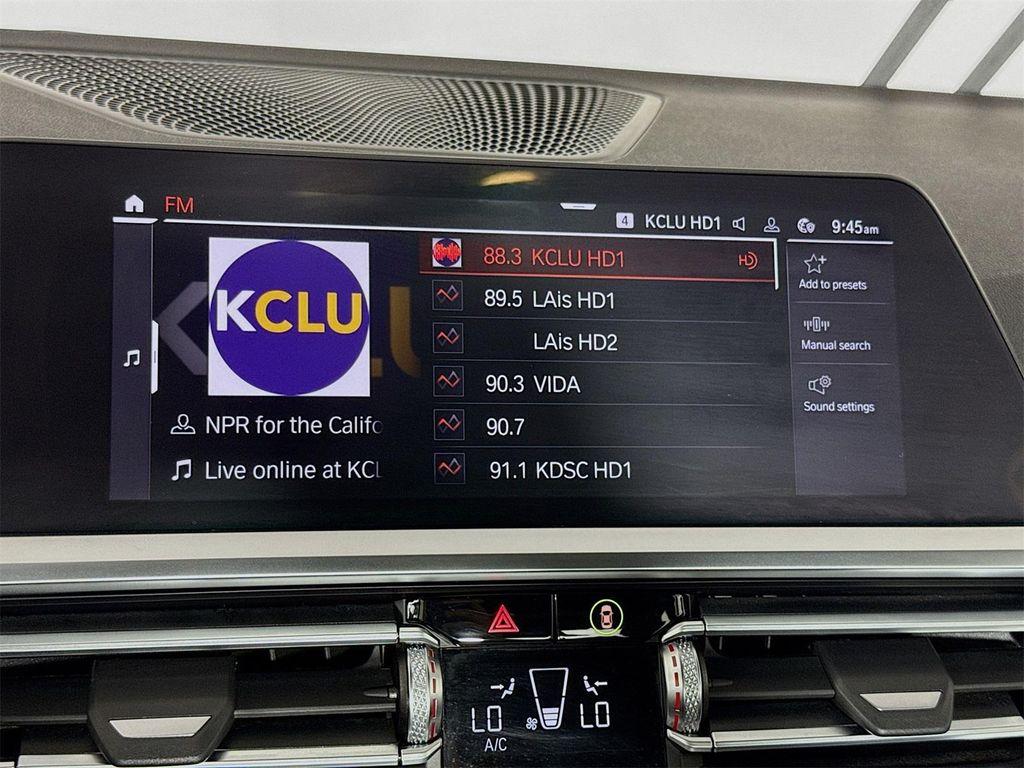 FM
4 KCLU HD1 9:45am
KCLU
NPR for the Califo
Live online at KCL
88.3 KCLU HD1 HD
89.5 LAis HD1
LAis HD2
90.3 VIDA
90.7
91.1 KDSC HD1
Add to presets
Manual search
Sound settings
LO LO
A/C